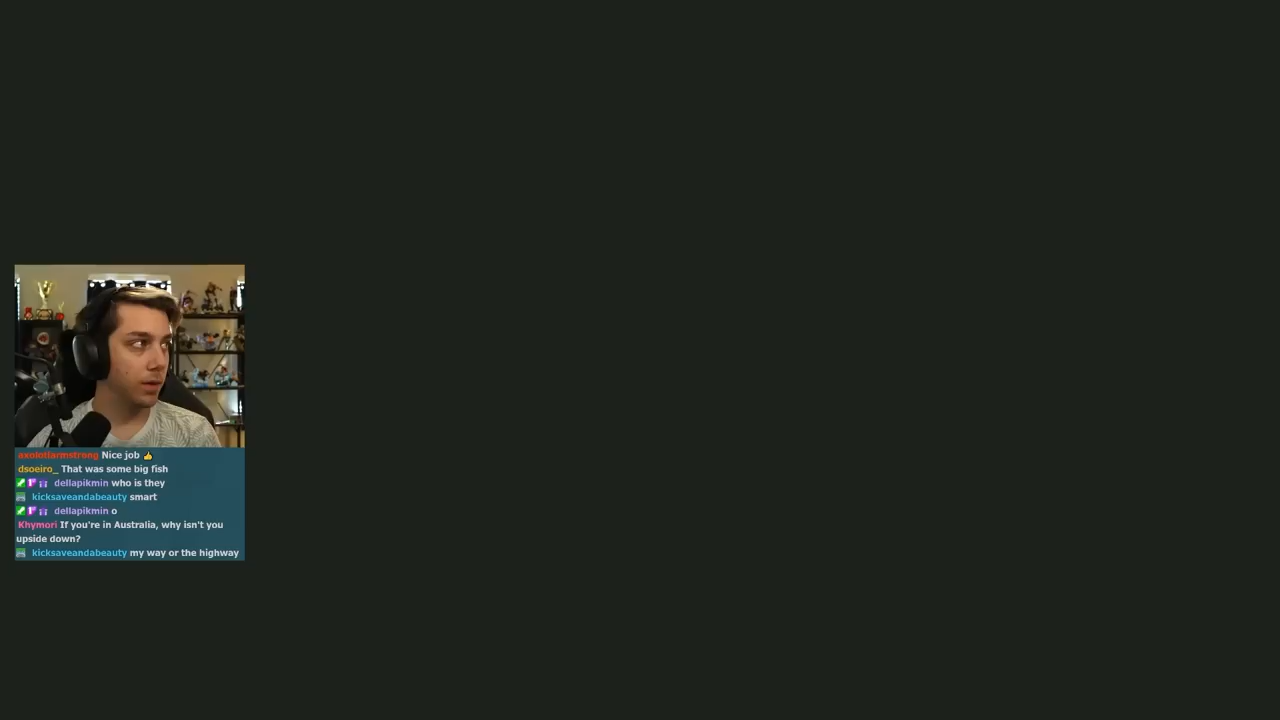 axolotlarmstrong Nice job 👍
dsoeiro_ That was some big fish
dellapikmin who is they
kicksaveandabeauty smart
dellapikmin o
Khymori If you're in Australia, why isn't you
upside down?
kicksaveandabeauty my way or the highway